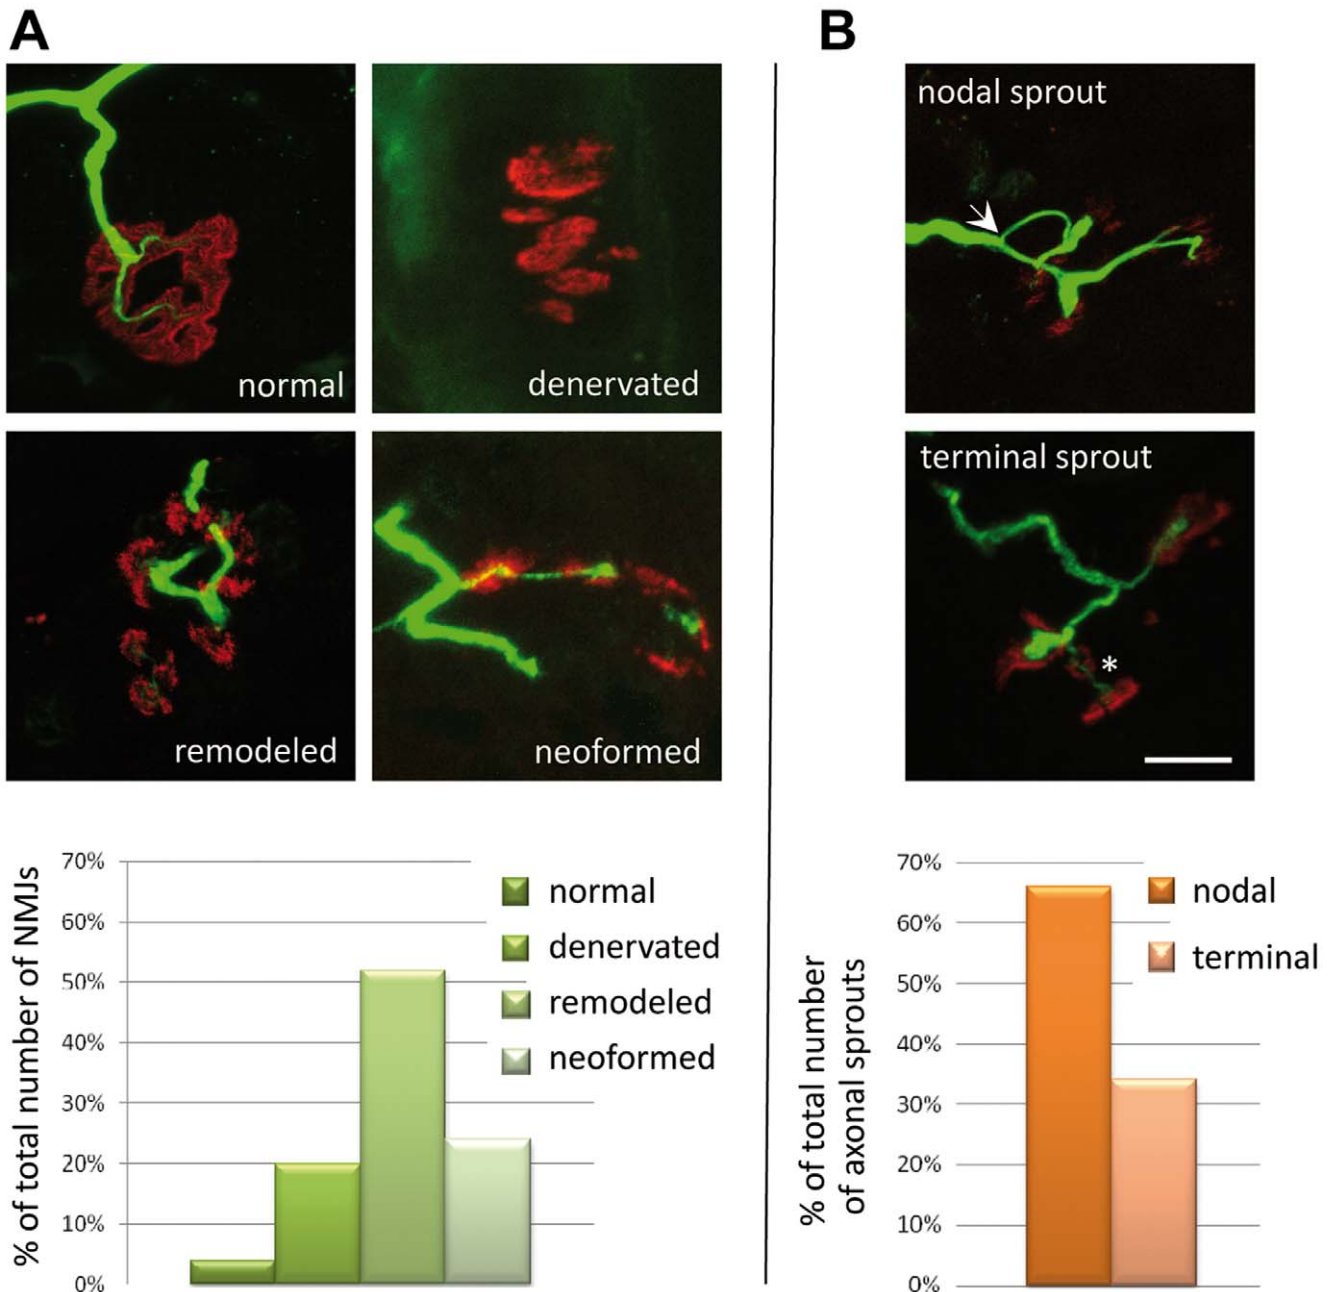 A
B
normal
denervated
nodal sprout
remodeled
neoformed
terminal sprout
*
% of total number of NMJs
70%
60%
50%
40%
30%
20%
10%
0%
normal
denervated
remodeled
neoformed
% of total number
of axonal sprouts
70%
60%
50%
40%
30%
20%
10%
0%
nodal
terminal